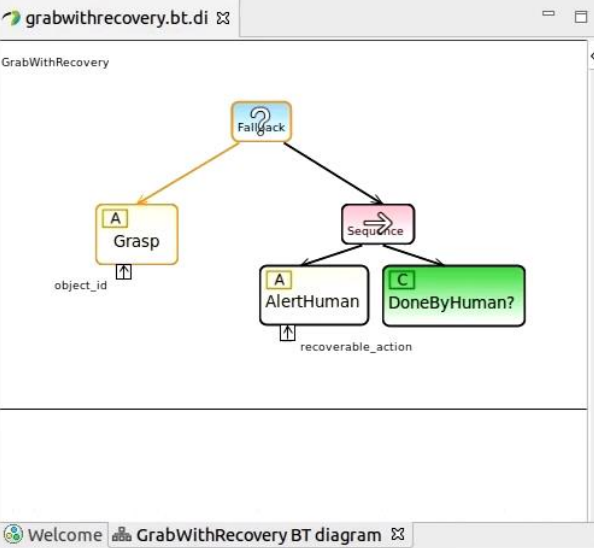 grabwithrecovery.bt.di
GrabWithRecovery
?
Fallback
A
Grasp
object_id
Sequence
A
AlertHuman
C
DoneByHuman?
recoverable_action
Welcome
GrabWithRecovery BT diagram